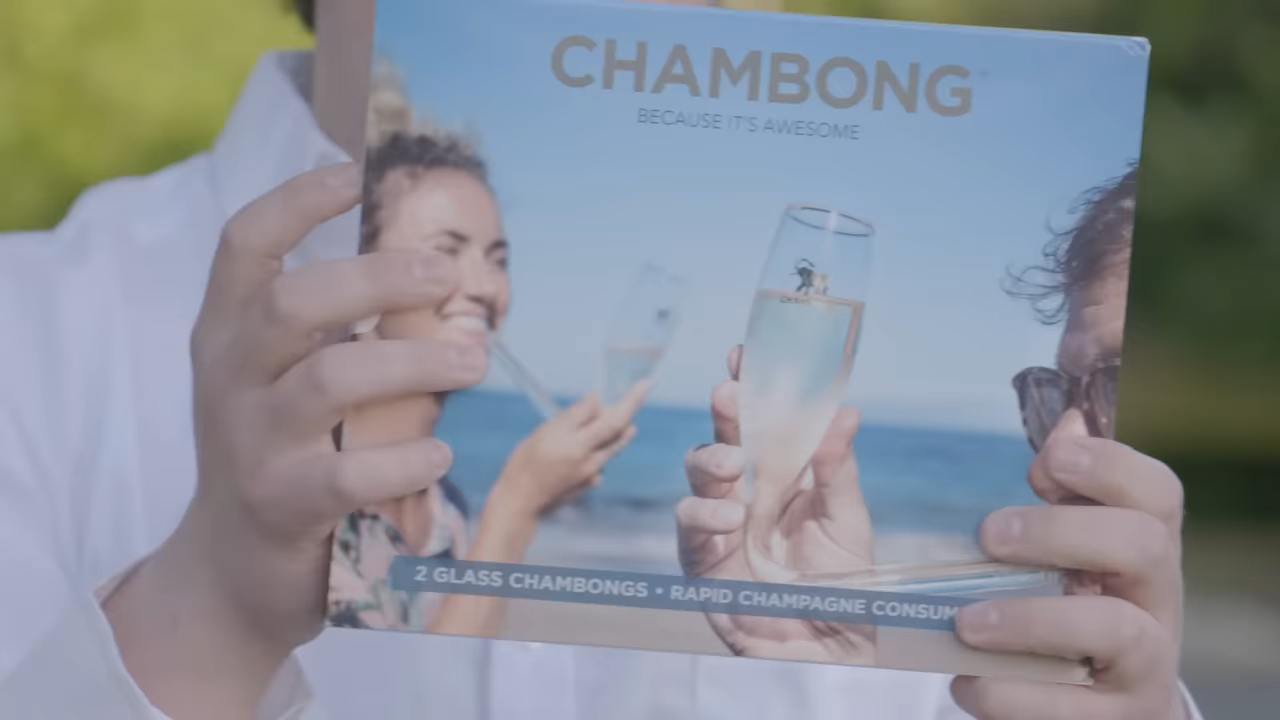 CHAMBONG
BECAUSE IT'S AWESOME
2 GLASS CHAMBONGS • RAPID CHAMPAGNE CONSUM